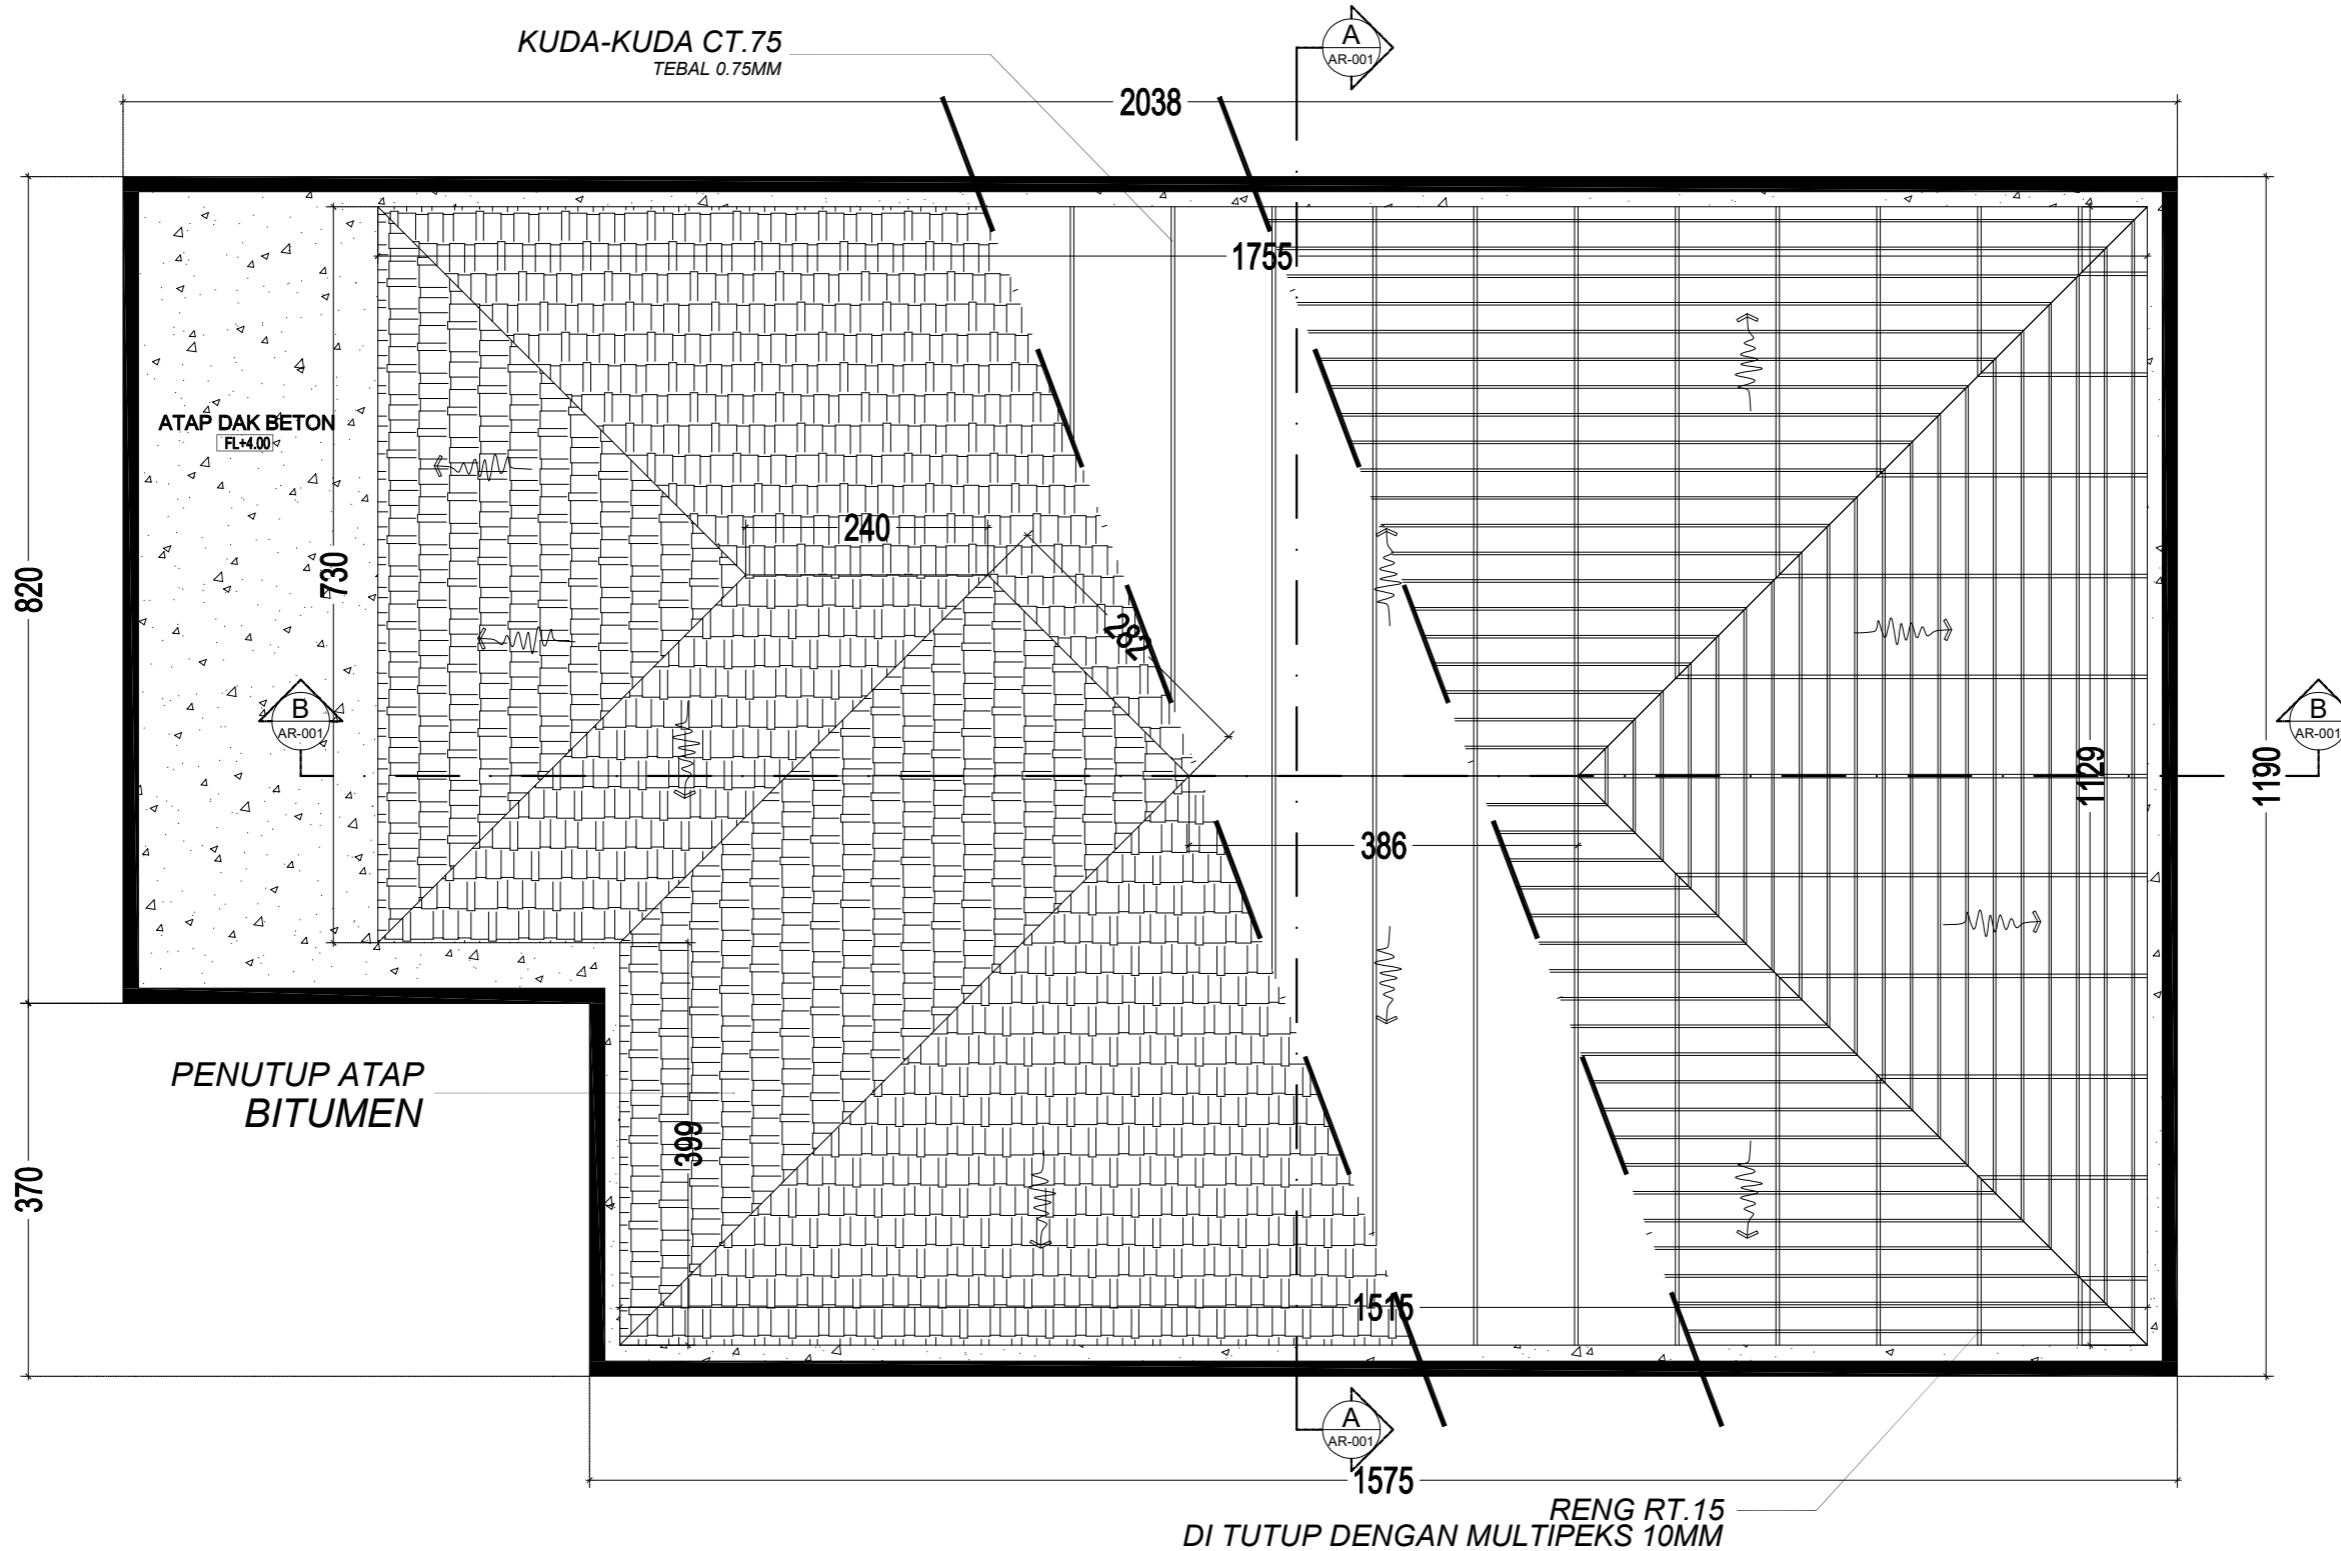 KUDA-KUDA CT.75
TEBAL 0.75MM
A
AR-001
2038
1755
ATAP DAK BETON
FL+4.00
240
820
730
282
B
AR-001
B
AR-001
1129
1190
386
PENUTUP ATAP
BITUMEN
399
370
1515
A
AR-001
1575
RENG RT.15
DI TUTUP DENGAN MULTIPEKS 10MM